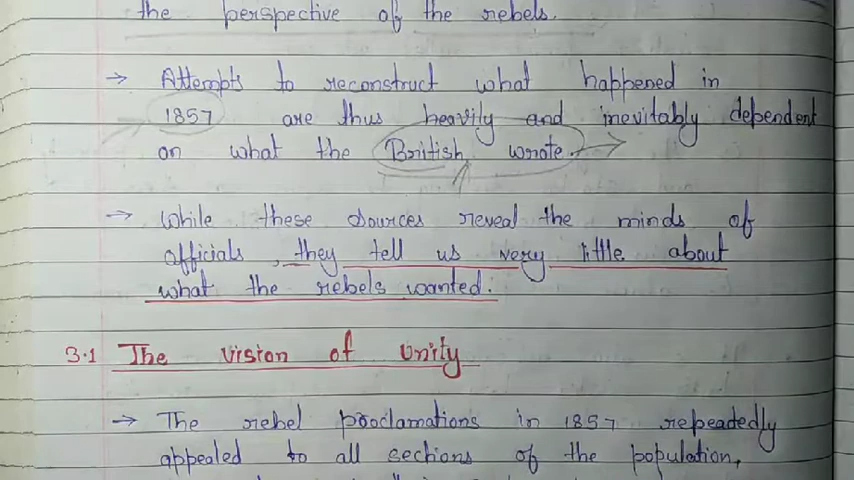 the perspective of the rebels.
→ Attempts to reconstruct what happened in
1857 are thus heavily and inevitably dependent
on what the British wrote.
→ While these sources reveal the minds of
officials, they tell us very little about
what the rebels wanted.
3.1 The Vision of Unity
→ The rebel proclamations in 1857 repeatedly
appealed to all sections of the population,